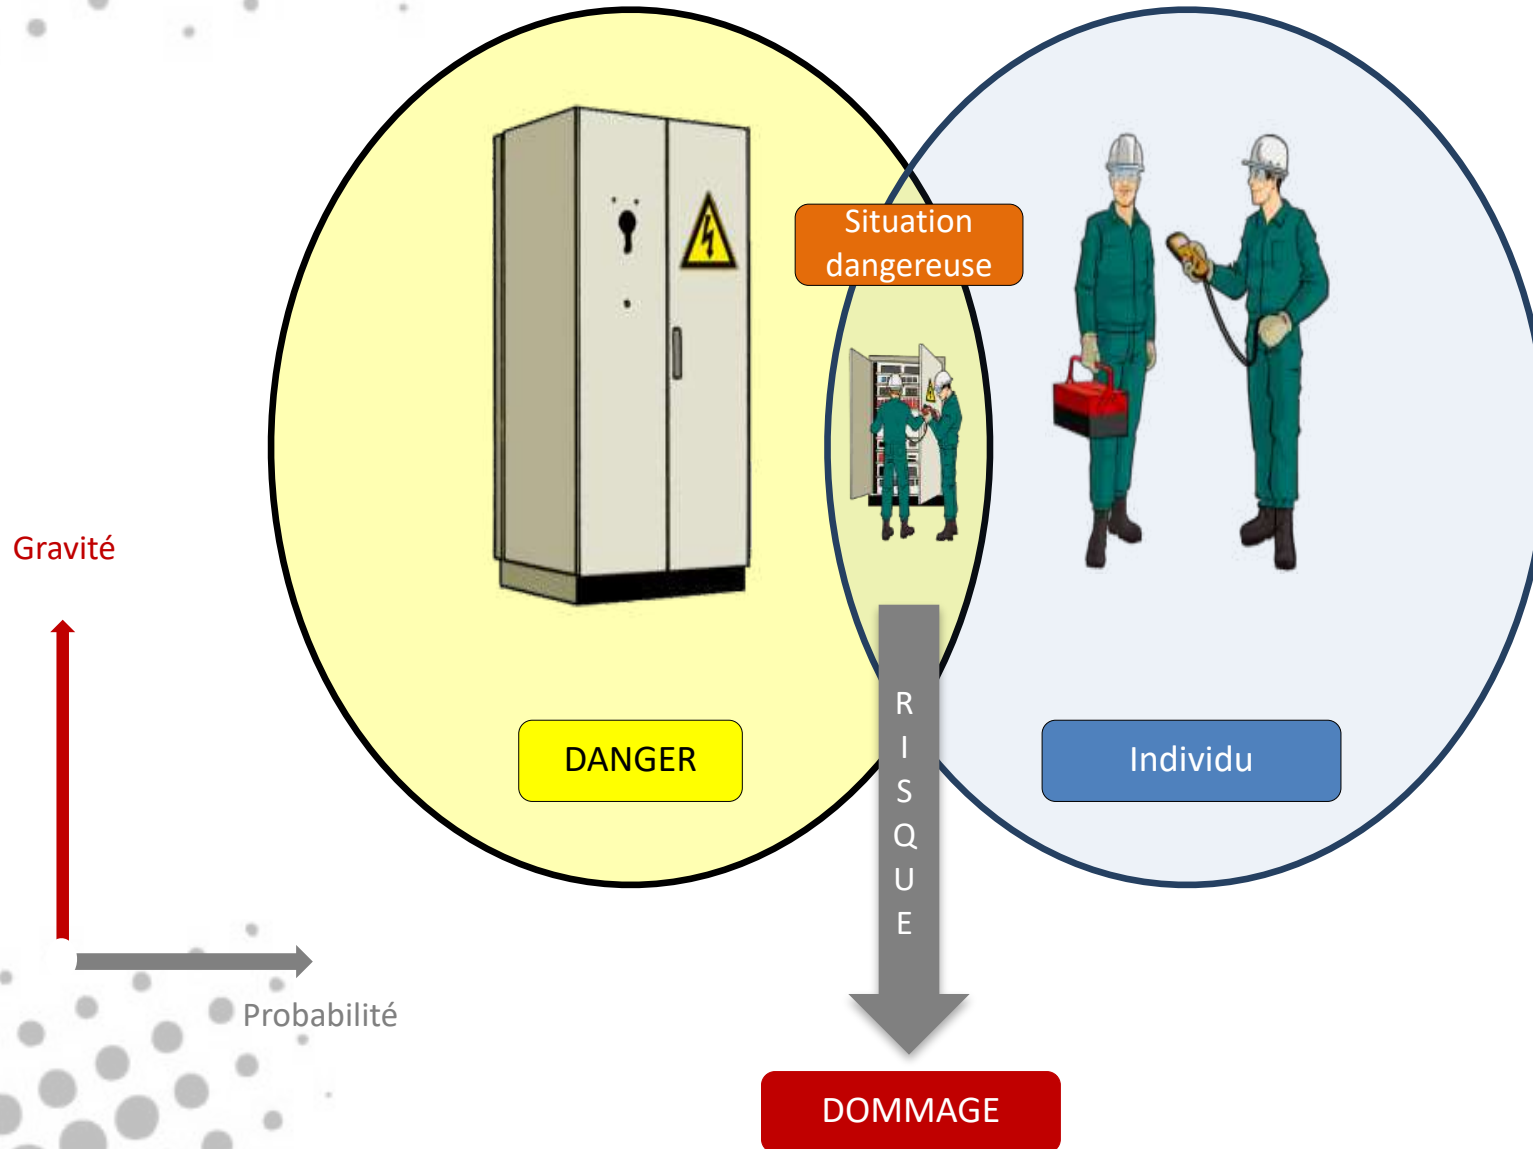 Situation
dangereuse
Gravité
DANGER
Individu
R
I
S
Q
U
E
Probabilité
DOMMAGE